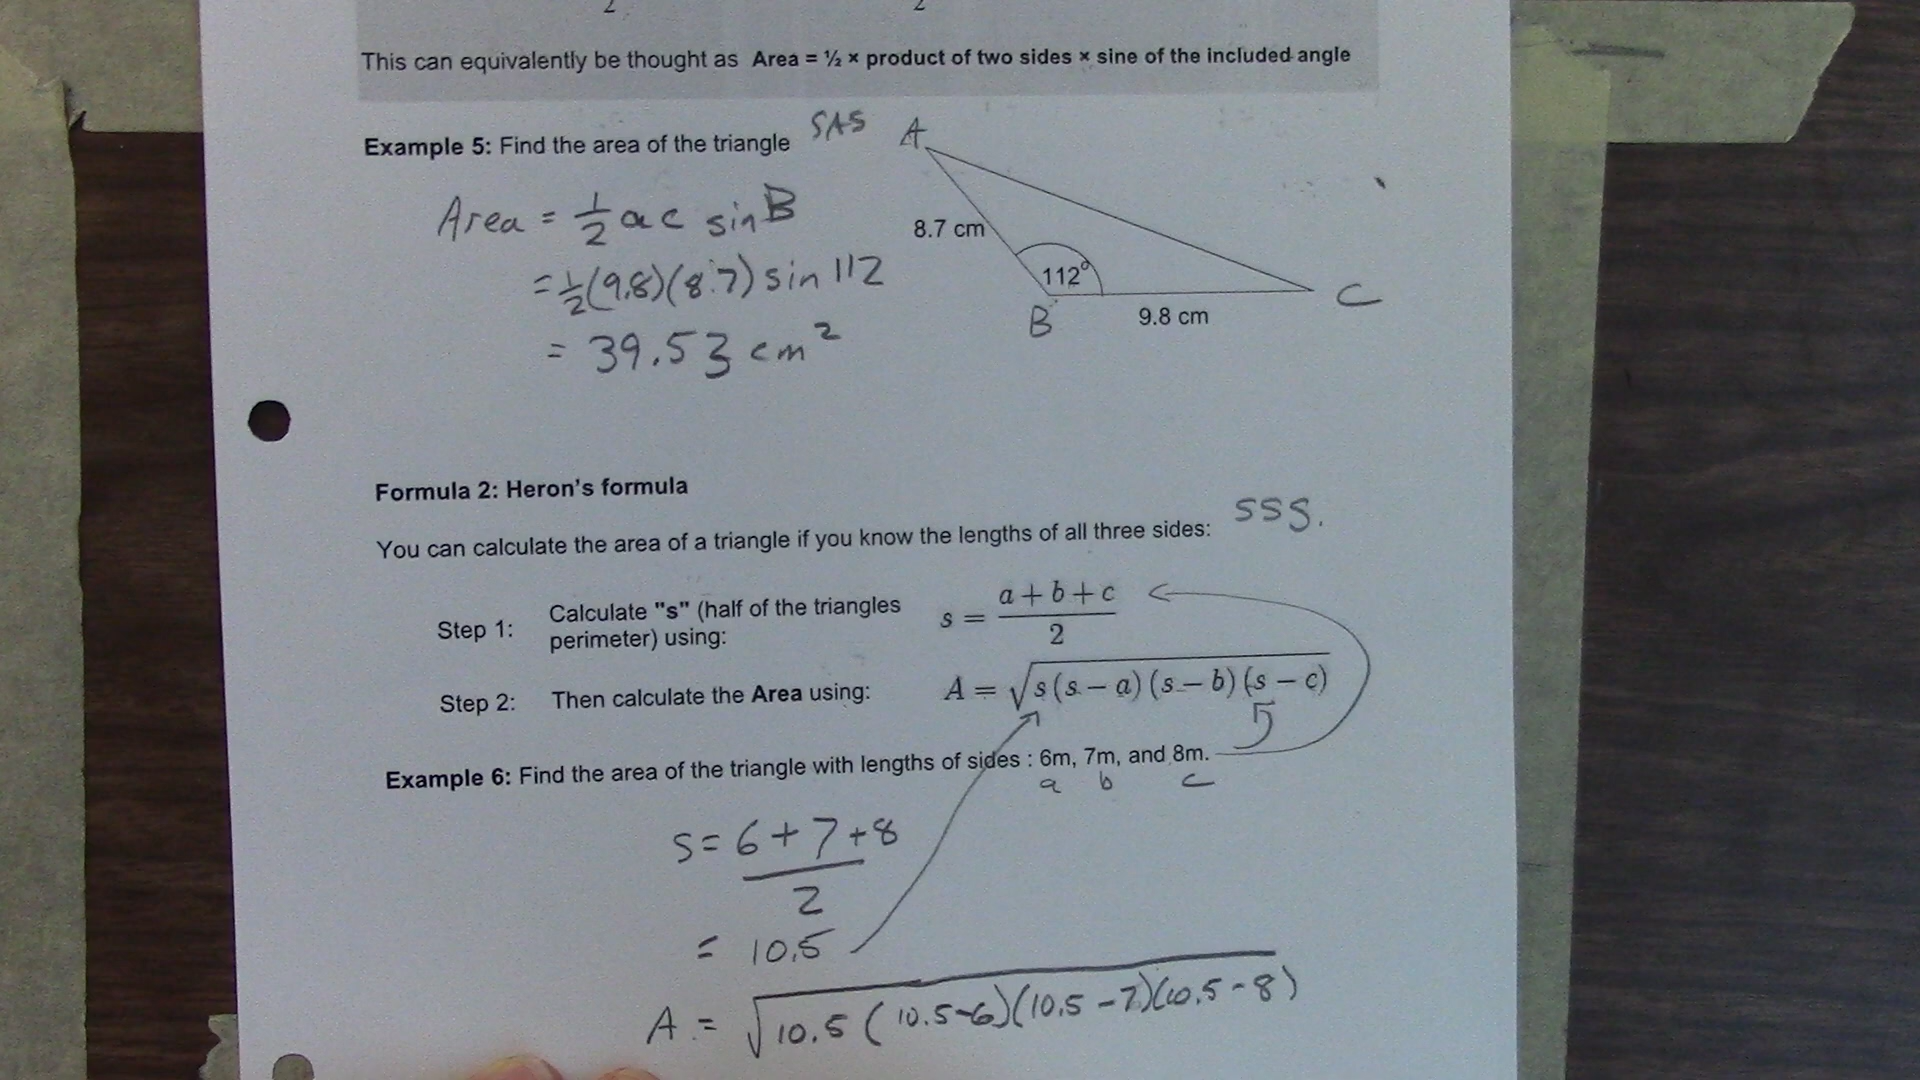 2 2
This can equivalently be thought as Area = ½ × product of two sides × sine of the included angle
Example 5: Find the area of the triangle SAS
A
Area = 1/2 a c sin B
8.7 cm
= 1/2 (9.8)(8.7) sin 112
112°
C
B
9.8 cm
= 39.53 cm²
Formula 2: Heron's formula
You can calculate the area of a triangle if you know the lengths of all three sides: SSS.
Step 1: Calculate "s" (half of the triangles perimeter) using: s = (a + b + c)/2
Step 2: Then calculate the Area using: A = √s(s – a)(s – b)(s – c)
5
Example 6: Find the area of the triangle with lengths of sides : 6m, 7m, and 8m.
a b c
s = 6 + 7 + 8
2
= 10.5
A = √10.5 (10.5-6)(10.5-7)(10.5-8)